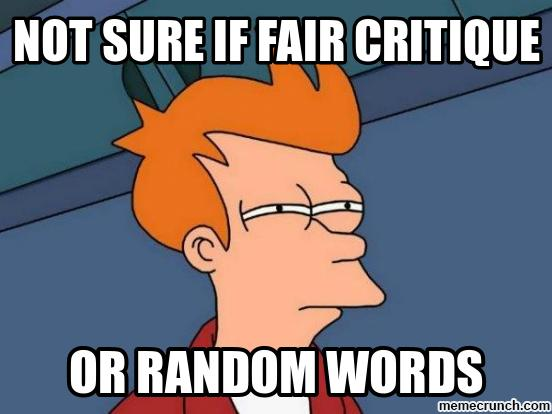 NOT SURE IF FAIR CRITIQUE
OR RANDOM WORDS
memecrunch.com